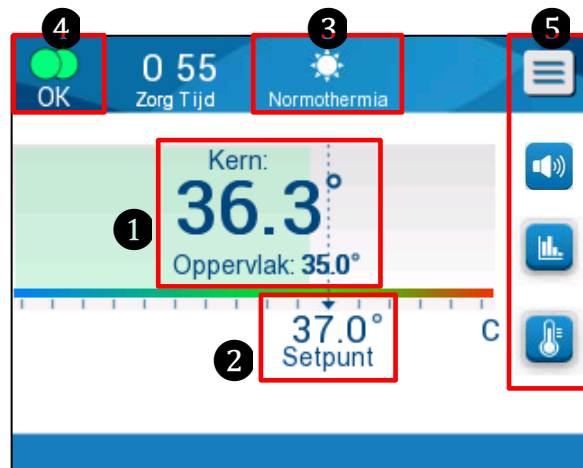 4
3
5
OK
0 55
Zorg Tijd
Normothermia
1
Kern:
36.3°
Oppervlak: 35.0°
2
37.0°
Setpunt
C